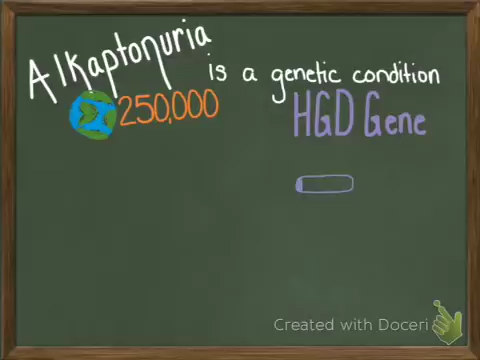 Alkaptonuria
is a genetic condition
250,000
HGD Gene
Created with Doceri